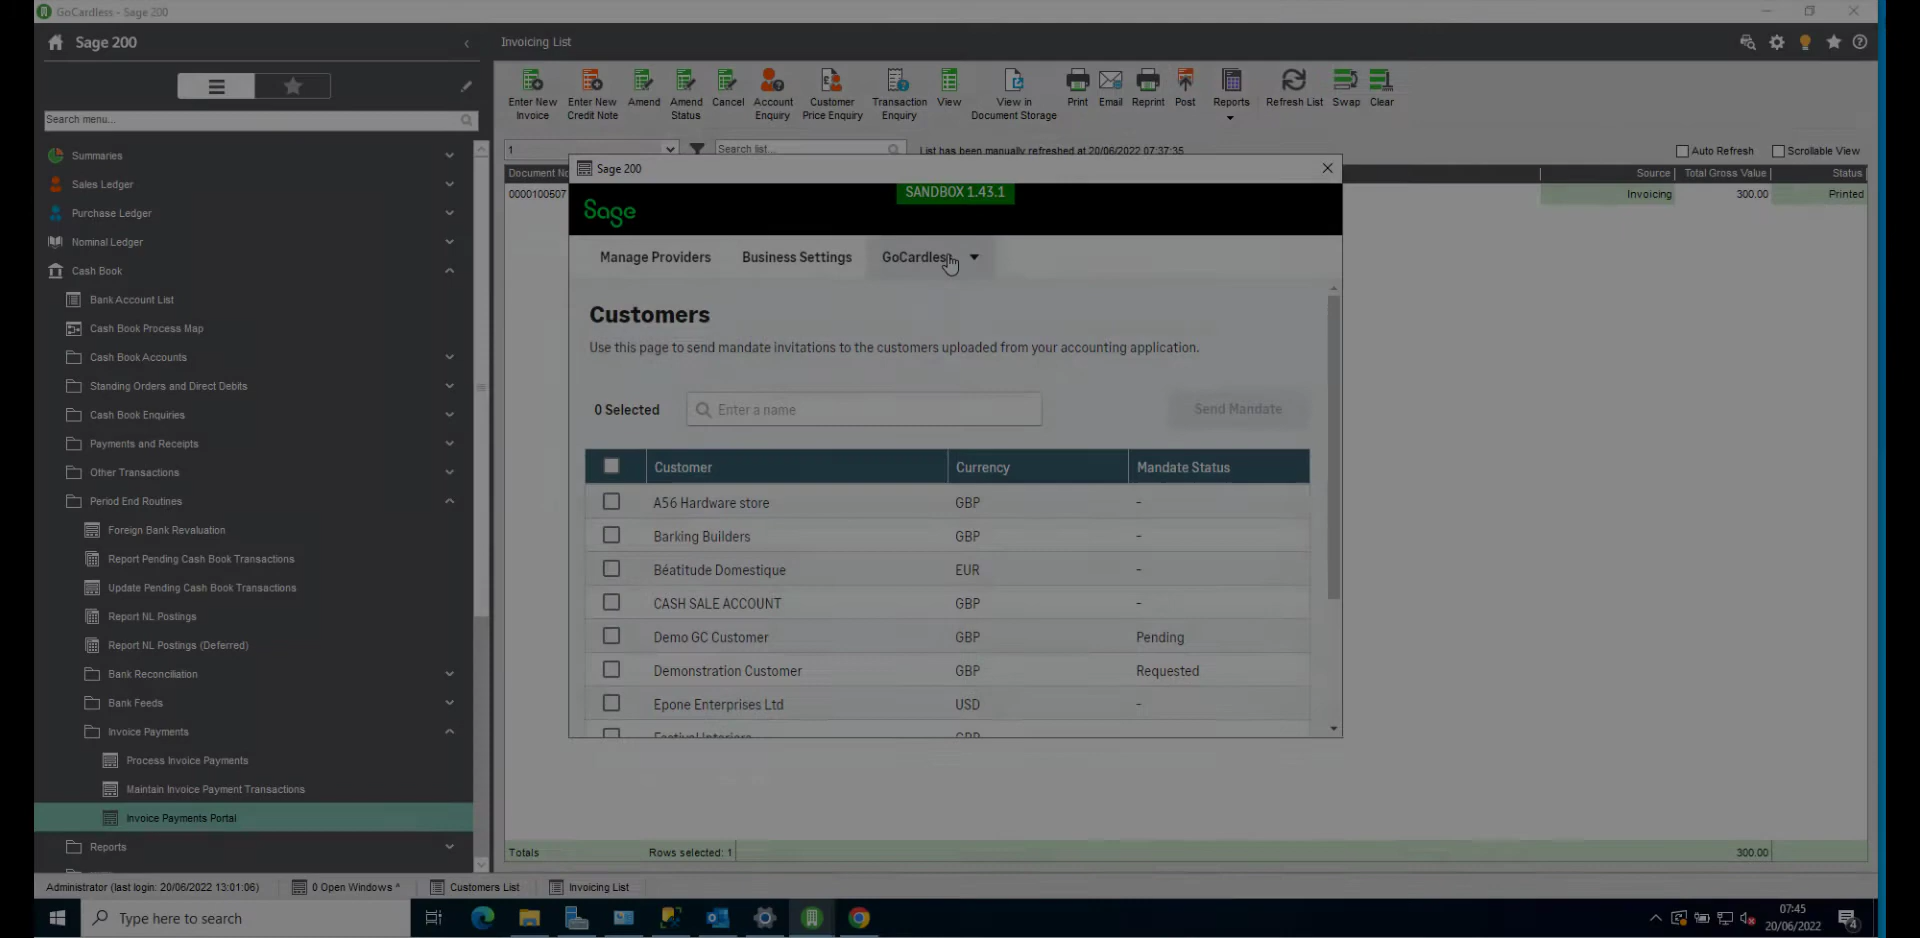 GoCardless - Sage 200
Sage 200
Invoicing List
Enter New Invoice
Enter New Credit Note
Amend
Amend Status
Cancel
Account Enquiry
Customer Price Enquiry
Transaction Enquiry
View
View in Document Storage
Print
Email
Reprint
Post
Reports
Refresh List
Swap
Clear
Search menu...
1
Search list...
List has been manually refreshed at 20/06/2022 07:37:35
Auto Refresh
Scrollable View
Document No
Source
Total Gross Value
Status
0000100507
Invoicing
300.00
Printed
Summaries
Sales Ledger
Purchase Ledger
Nominal Ledger
Cash Book
Bank Account List
Cash Book Process Map
Cash Book Accounts
Standing Orders and Direct Debits
Cash Book Enquiries
Payments and Receipts
Other Transactions
Period End Routines
Foreign Bank Revaluation
Report Pending Cash Book Transactions
Update Pending Cash Book Transactions
Report NL Postings
Report NL Postings (Deferred)
Bank Reconciliation
Bank Feeds
Invoice Payments
Process Invoice Payments
Maintain Invoice Payment Transactions
Invoice Payments Portal
Reports
Sage 200
SANDBOX 1.43.1
Sage
Manage Providers
Business Settings
GoCardless
Customers
Use this page to send mandate invitations to the customers uploaded from your accounting application.
0 Selected
Enter a name
Send Mandate
Customer Currency Mandate Status
A56 Hardware store GBP -
Barking Builders GBP -
Béatitude Domestique EUR -
CASH SALE ACCOUNT GBP -
Demo GC Customer GBP Pending
Demonstration Customer GBP Requested
Epone Enterprises Ltd USD -
Festival Interiors GBP
Totals
Rows selected: 1
300.00
Administrator (last login: 20/06/2022 13:01:06)
0 Open Windows ^
Customers List
Invoicing List
Type here to search
07:45
20/06/2022
4